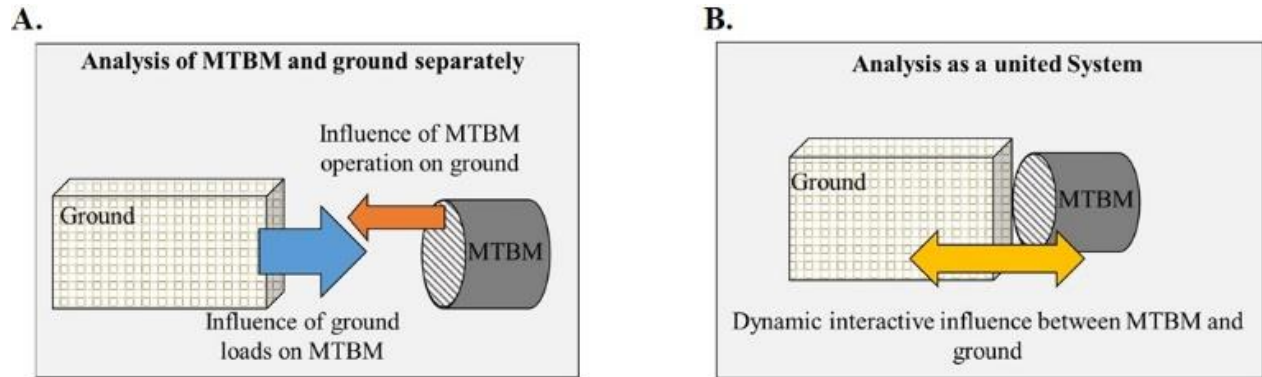 A.
Analysis of MTBM and ground separately
Influence of MTBM
operation on ground
Ground
MTBM
Influence of ground
loads on MTBM
B.
Analysis as a united System
Ground
MTBM
Dynamic interactive influence between MTBM and
ground